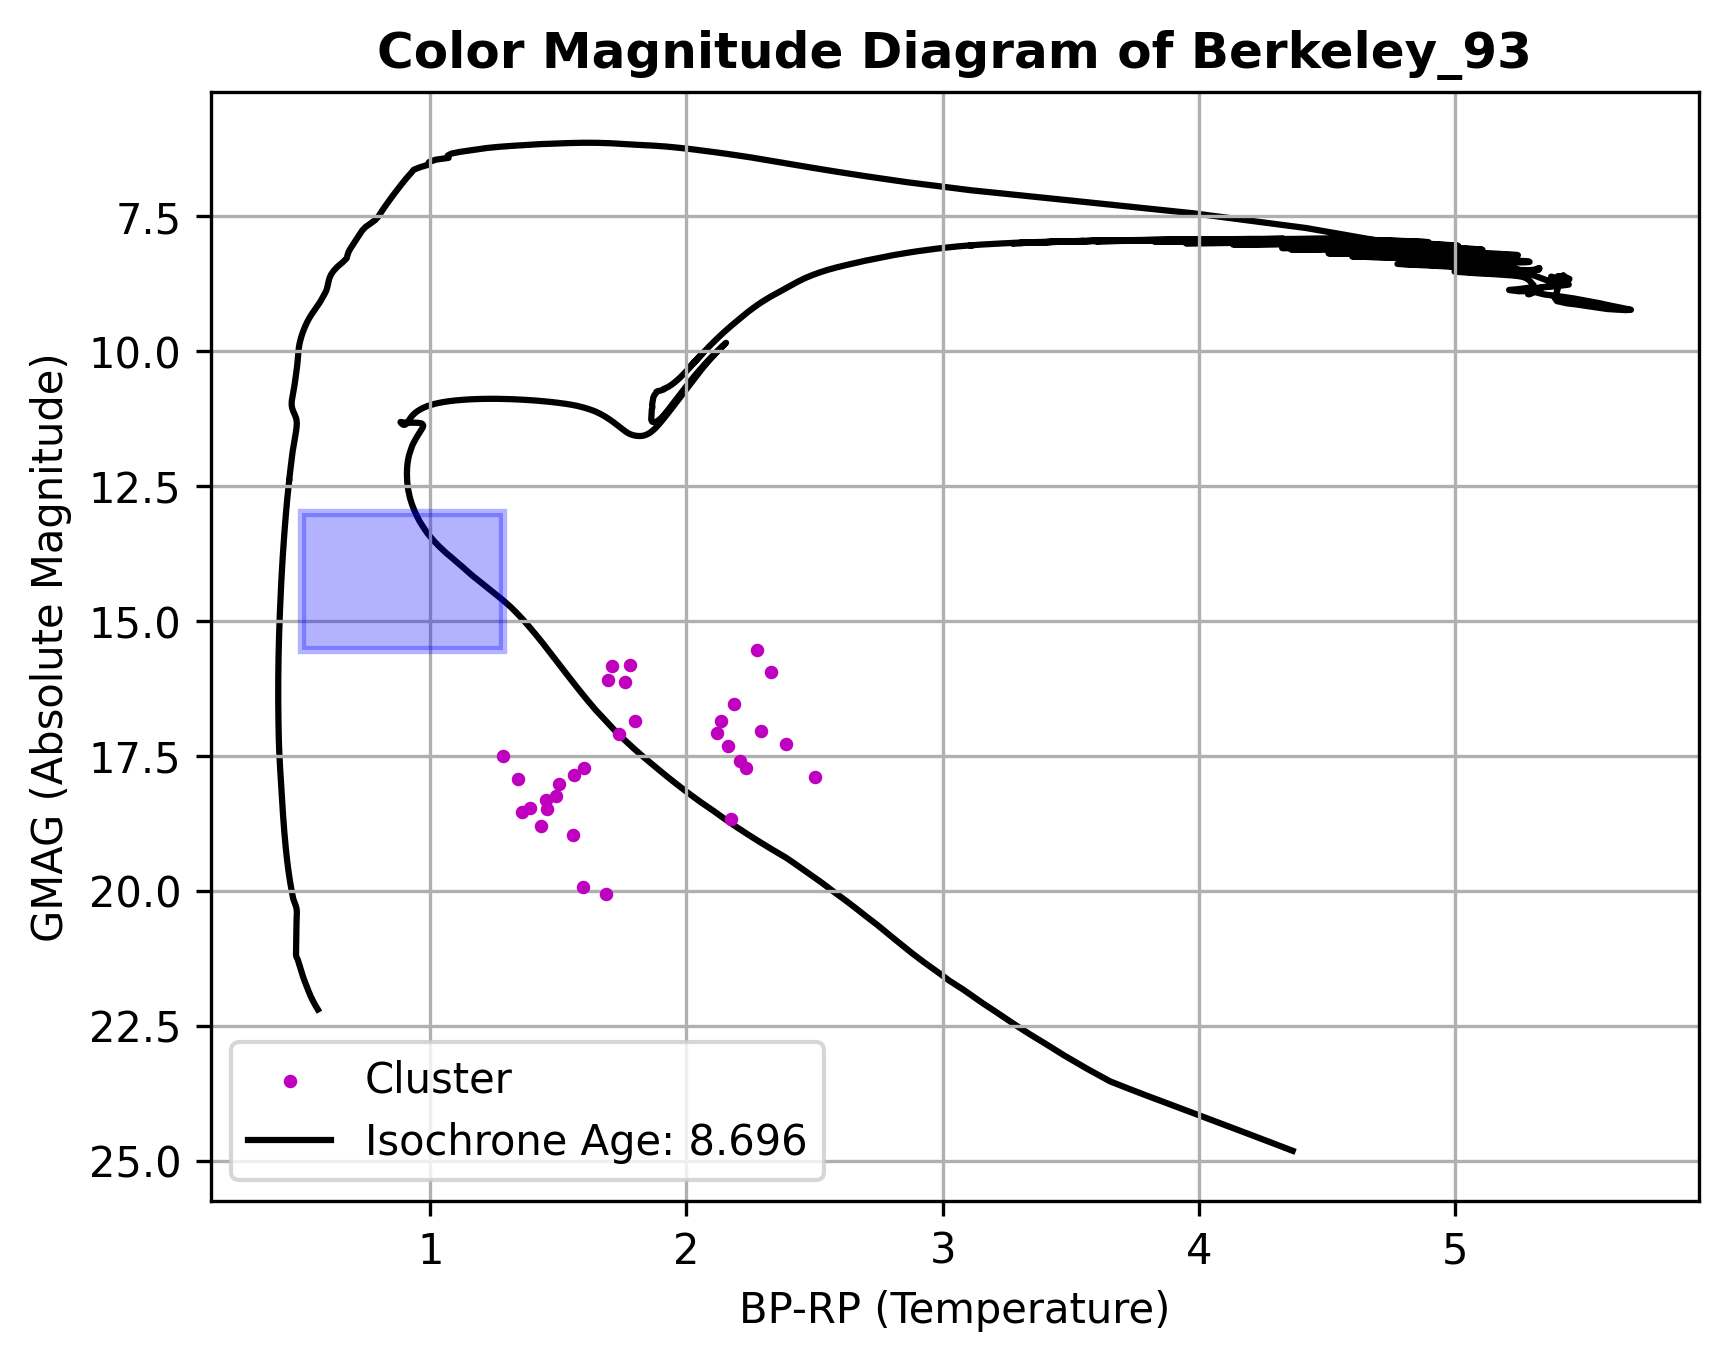 Color Magnitude Diagram of Berkeley_93
GMAG (Absolute Magnitude)
7.5
10.0
12.5
15.0
17.5
20.0
22.5
25.0
Cluster
Isochrone Age: 8.696
1 2 3 4 5
BP-RP (Temperature)